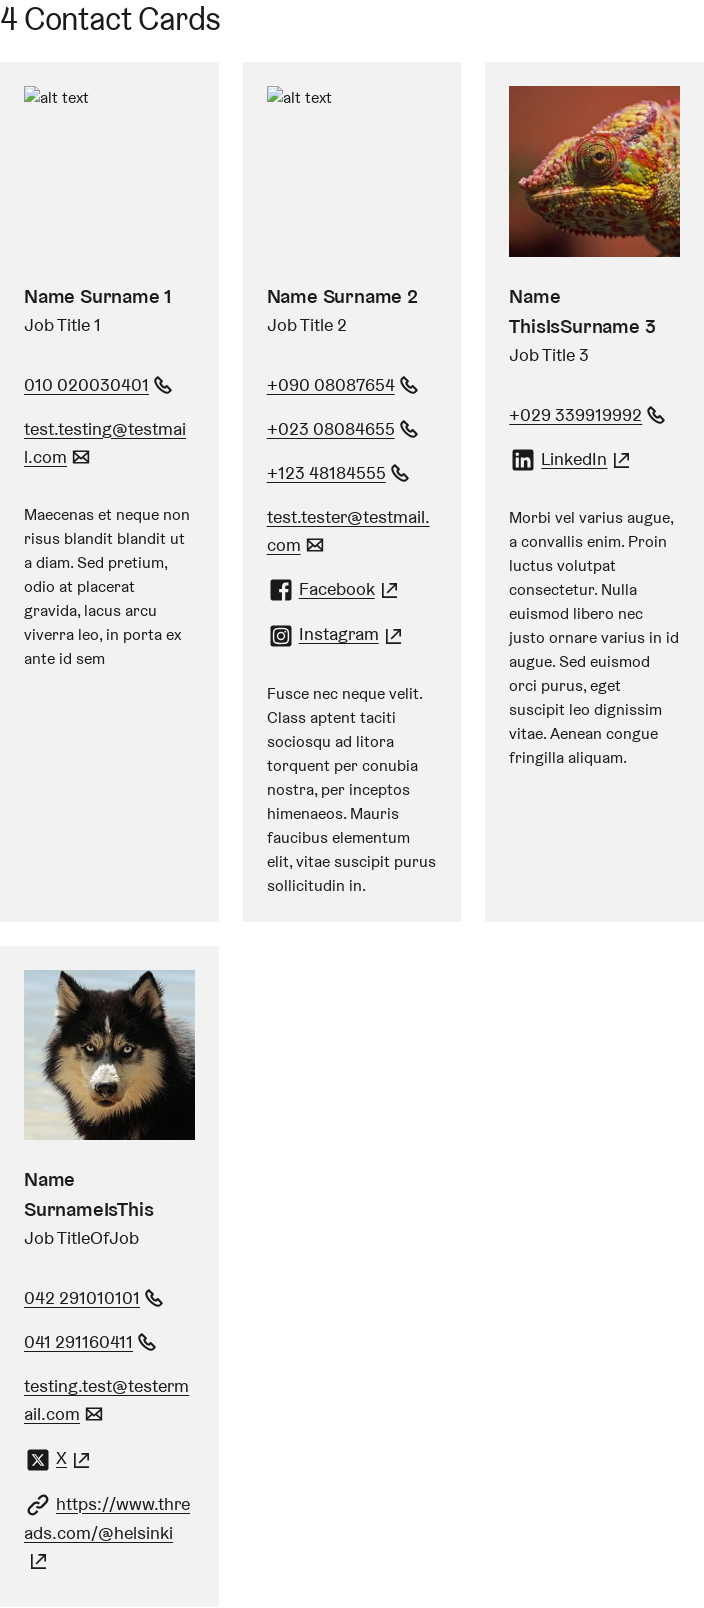 4 Contact Cards
alt text
Name Surname 1
Job Title 1
010 020030401
test.testing@testmai
l.com
Maecenas et neque non
risus blandit blandit ut
a diam. Sed pretium,
odio at placerat
gravida, lacus arcu
viverra leo, in porta ex
ante id sem
alt text
Name Surname 2
Job Title 2
+090 08087654
+023 08084655
+123 48184555
test.tester@testmail.
com
Facebook
Instagram
Fusce nec neque velit.
Class aptent taciti
sociosqu ad litora
torquent per conubia
nostra, per inceptos
himenaeos. Mauris
faucibus elementum
elit, vitae suscipit purus
sollicitudin in.
Name
ThisIsSurname 3
Job Title 3
+029 339919992
LinkedIn
Morbi vel varius augue,
a convallis enim. Proin
luctus volutpat
consectetur. Nulla
euismod libero nec
justo ornare varius in id
augue. Sed euismod
orci purus, eget
suscipit leo dignissim
vitae. Aenean congue
fringilla aliquam.
Name
SurnameIsThis
Job TitleOfJob
042 291010101
041 291160411
testing.test@testerm
ail.com
X
https://www.thre
ads.com/@helsinki